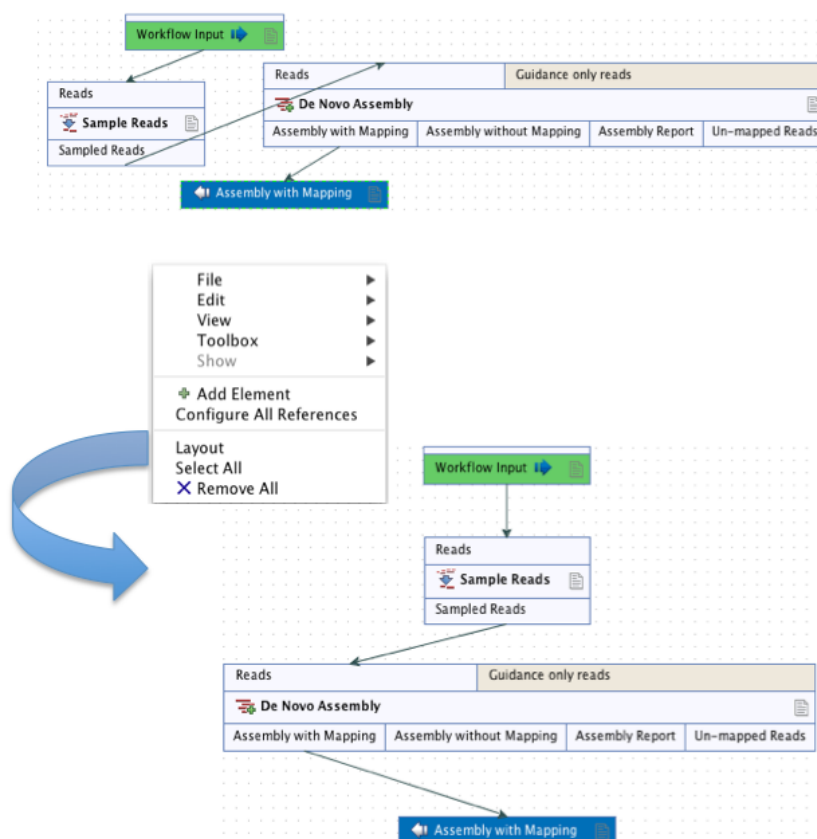 Workflow Input
Reads
Guidance only reads
Reads
De Novo Assembly
Sample Reads
Assembly with Mapping
Assembly without Mapping
Assembly Report
Un-mapped Reads
Sampled Reads
Assembly with Mapping
File
Edit
View
Toolbox
Show
Add Element
Configure All References
Layout
Select All
Remove All
Workflow Input
Reads
Sample Reads
Sampled Reads
Reads
Guidance only reads
De Novo Assembly
Assembly with Mapping
Assembly without Mapping
Assembly Report
Un-mapped Reads
Assembly with Mapping